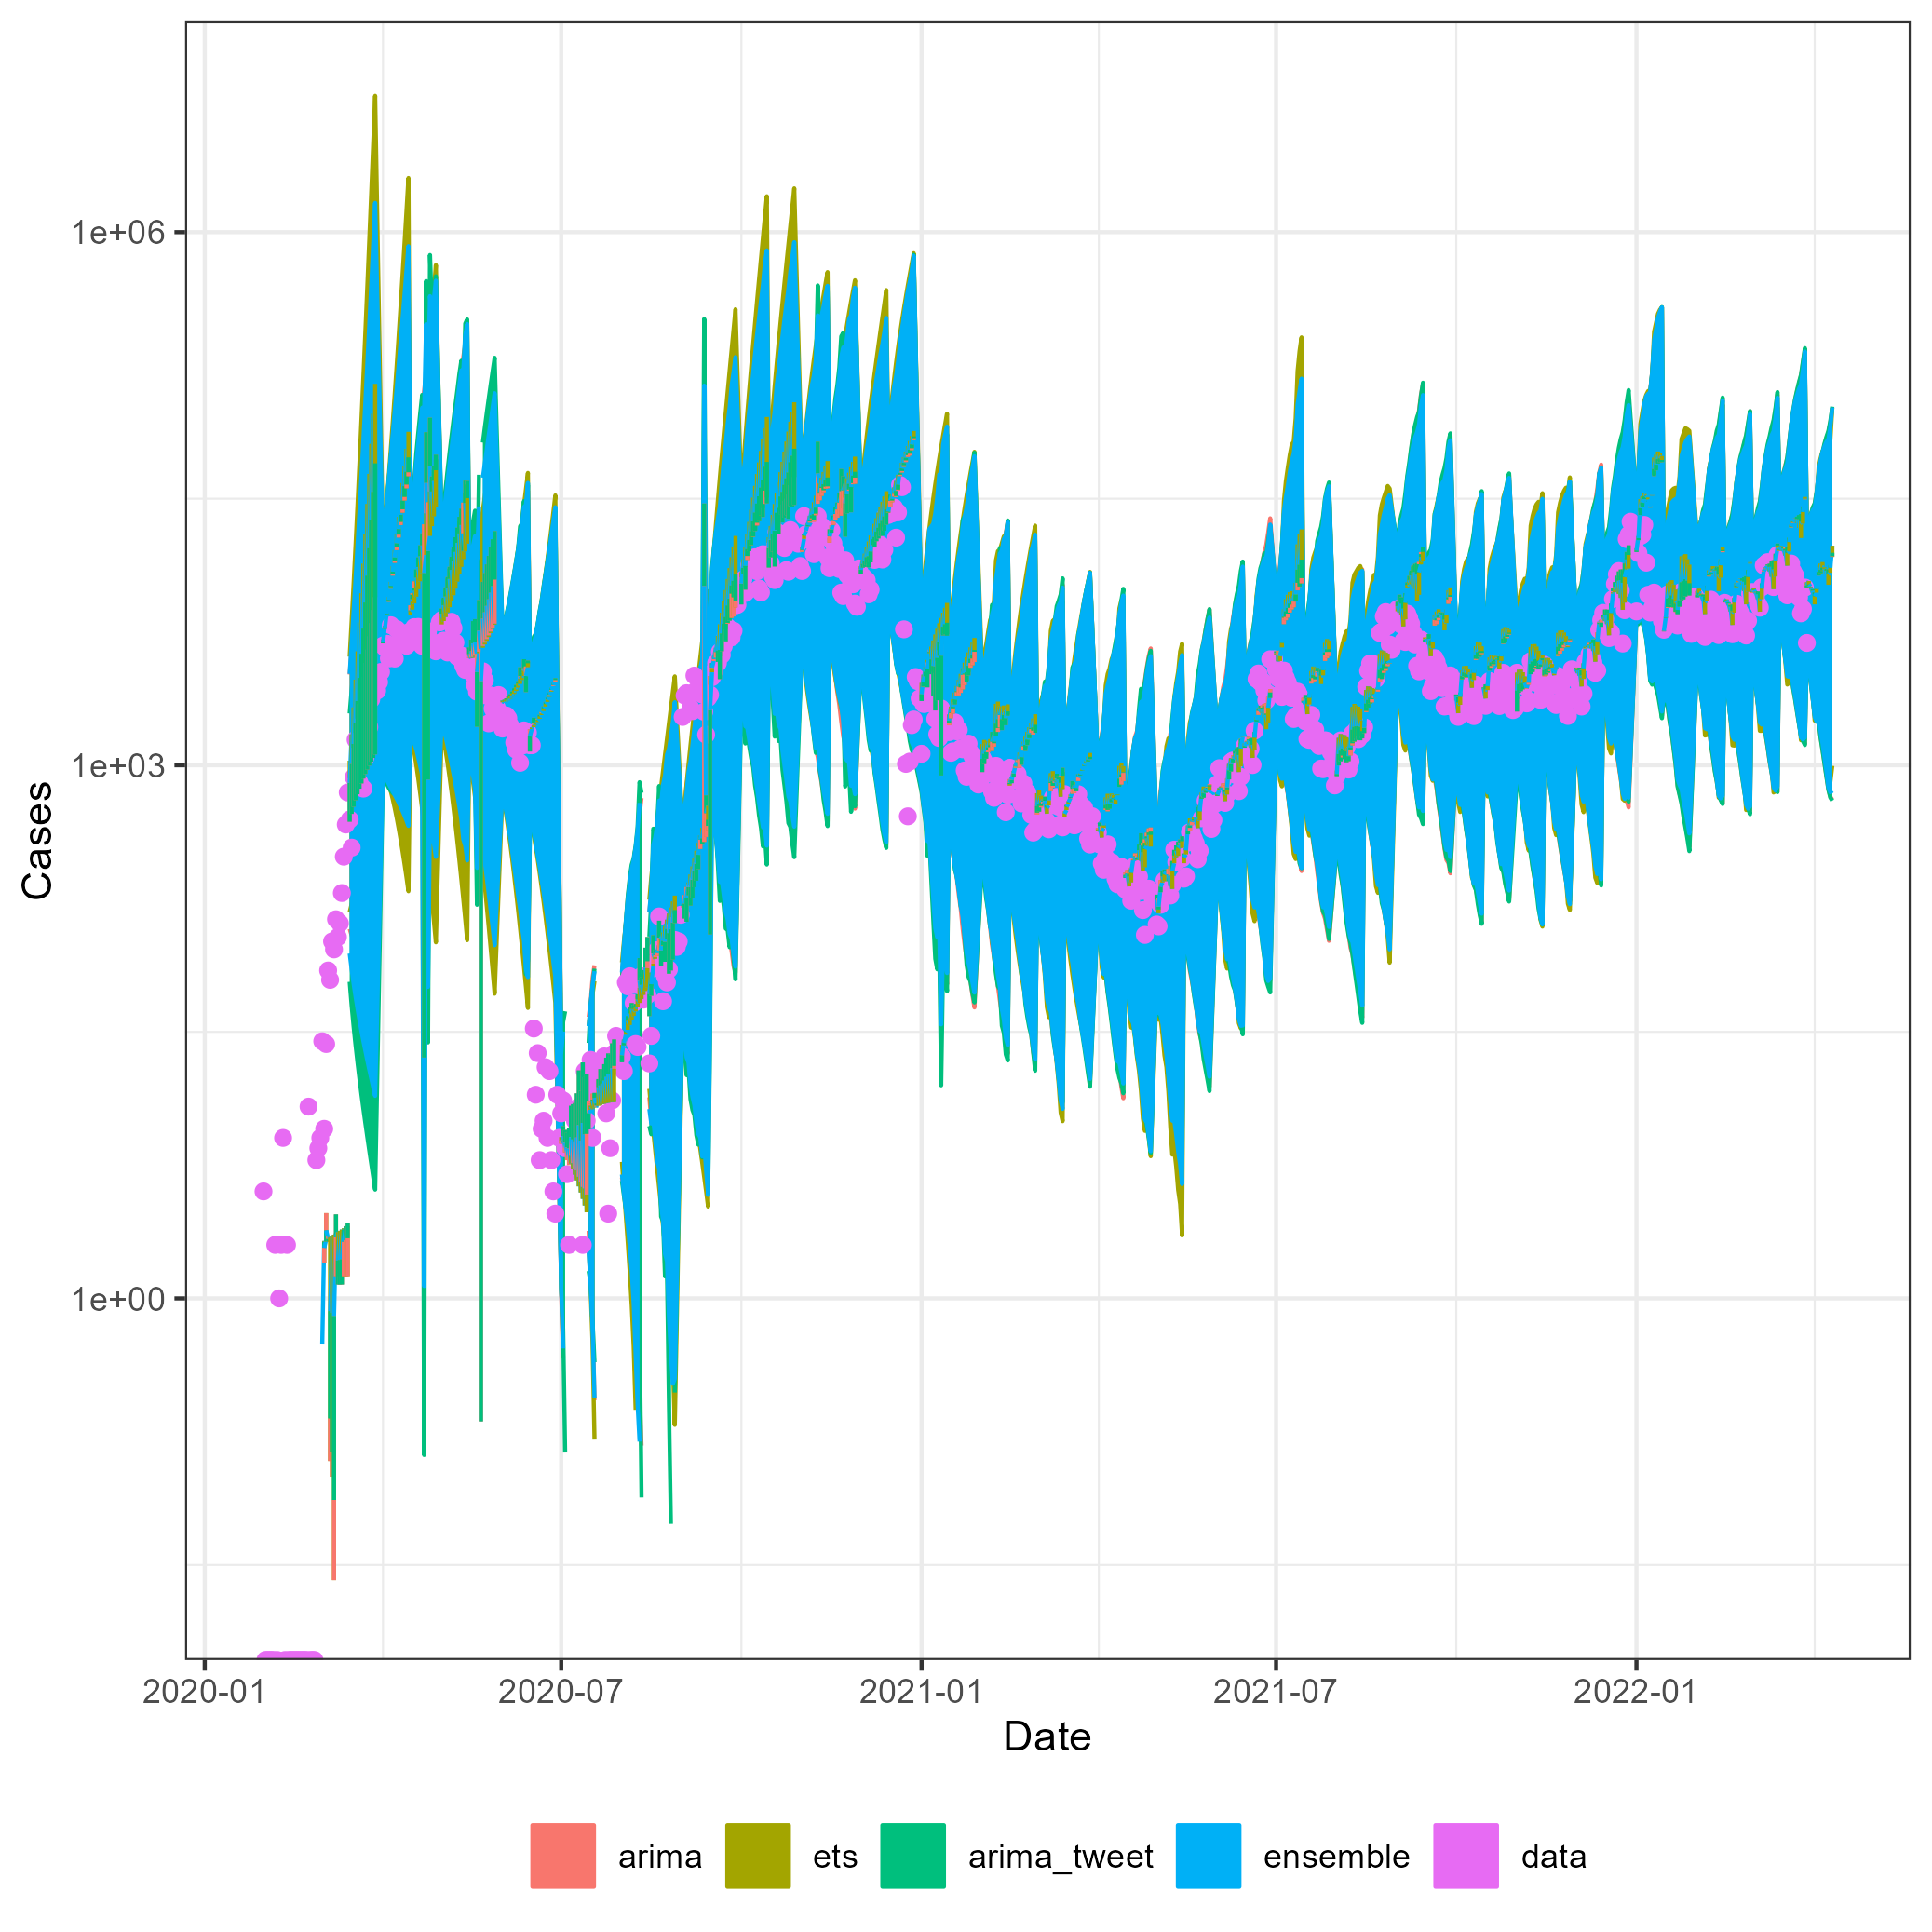 1e+06
1e+03
1e+00
Cases
2020-01 2020-07 2021-01 2021-07 2022-01
Date
arima ets arima_tweet ensemble data